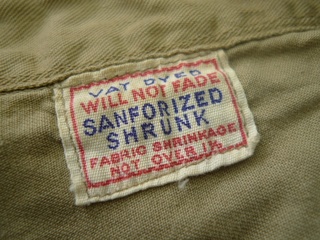 VAT DYED
WILL NOT FADE
SANFORIZED
SHRUNK
FABRIC SHRINKAGE
NOT OVER 1%